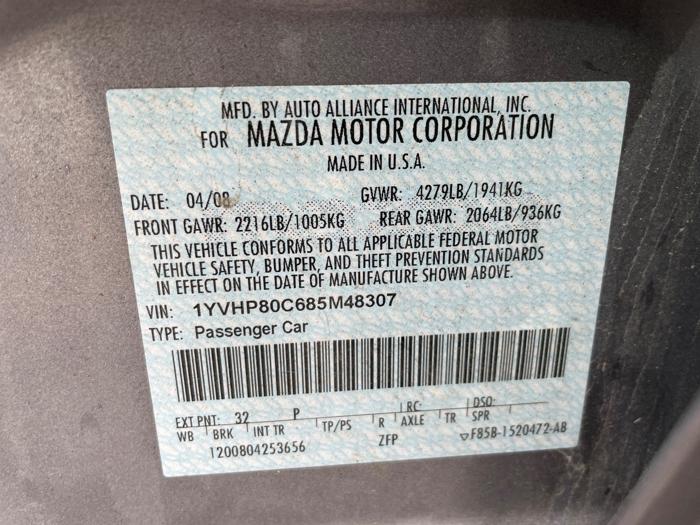 MFD. BY AUTO ALLIANCE INTERNATIONAL, INC.
FOR MAZDA MOTOR CORPORATION
MADE IN U.S.A.
DATE: 04/08 GVWR: 4279LB/1941KG
FRONT GAWR: 2216LB/1005KG REAR GAWR: 2064LB/936KG
THIS VEHICLE CONFORMS TO ALL APPLICABLE FEDERAL MOTOR
VEHICLE SAFETY, BUMPER, AND THEFT PREVENTION STANDARDS
IN EFFECT ON THE DATE OF MANUFACTURE SHOWN ABOVE.
VIN: 1YVHP80C685M48307
TYPE: Passenger Car
EXT PNT: 32 P RC: DSO:
WB BRK INT TR TP/PS R AXLE TR SPR
1200804253656 ZFP F85B-1520472-AB